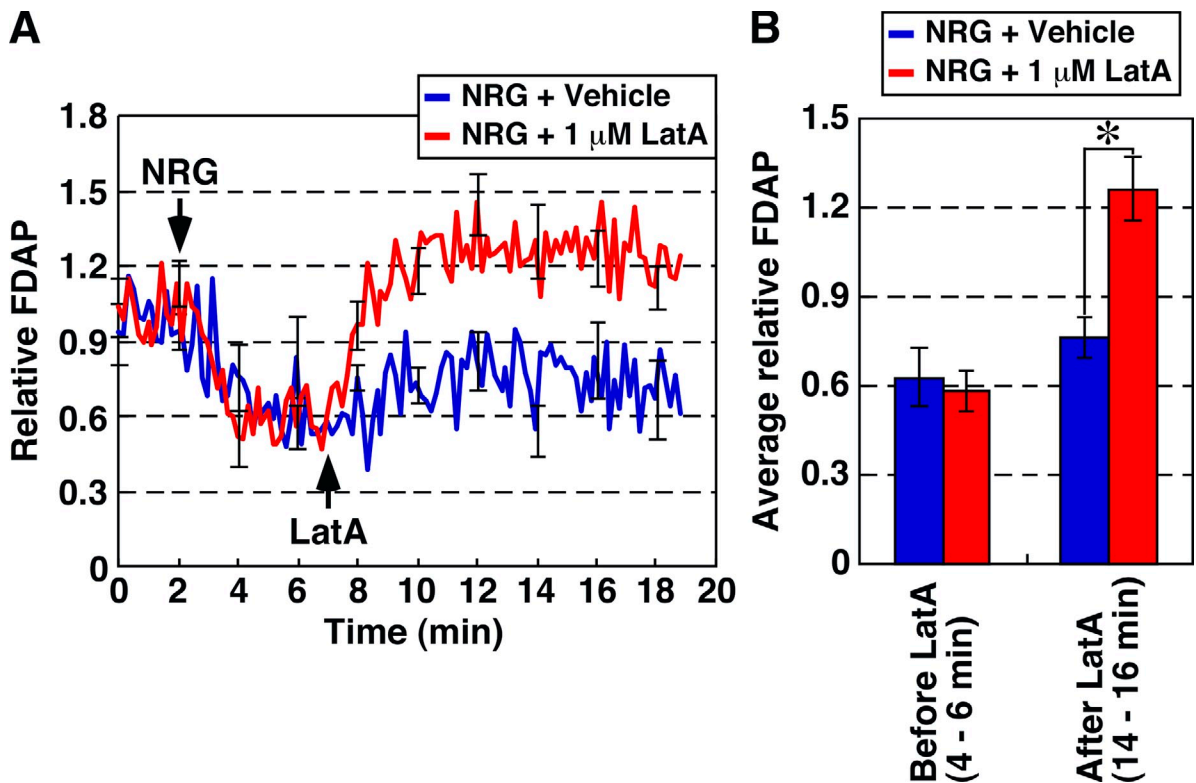 A
NRG + Vehicle
NRG + 1 μM LatA
1.8
1.5
1.2
0.9
0.6
0.3
0
Relative FDAP
NRG
LatA
0 2 4 6 8 10 12 14 16 18 20
Time (min)
B
NRG + Vehicle
NRG + 1 μM LatA
1.5
1.2
0.9
0.6
0.3
0
Average relative FDAP
*
Before LatA
(4 - 6 min)
After LatA
(14 - 16 min)